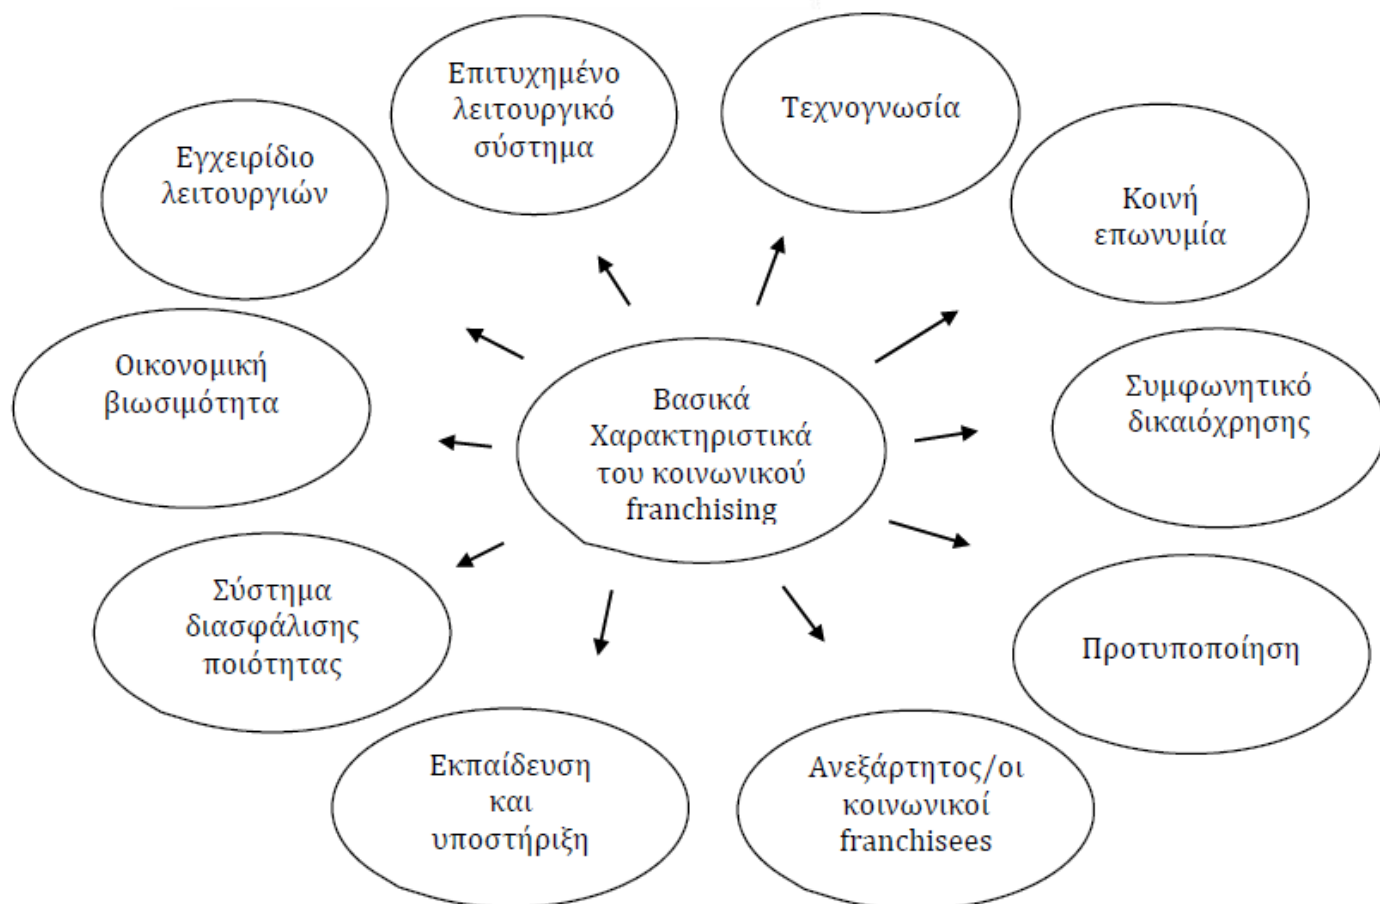 Επιτυχημένο
λειτουργικό
σύστημα
Τεχνογνωσία
Εγχειρίδιο
λειτουργιών
Κοινή
επωνυμία
Οικονομική
βιωσιμότητα
Βασικά
Χαρακτηριστικά
του κοινωνικού
franchising
Συμφωνητικό
δικαιόχρησης
Σύστημα
διασφάλισης
ποιότητας
Προτυποποίηση
Εκπαίδευση
και
υποστήριξη
Ανεξάρτητος/οι
κοινωνικοί
franchisees